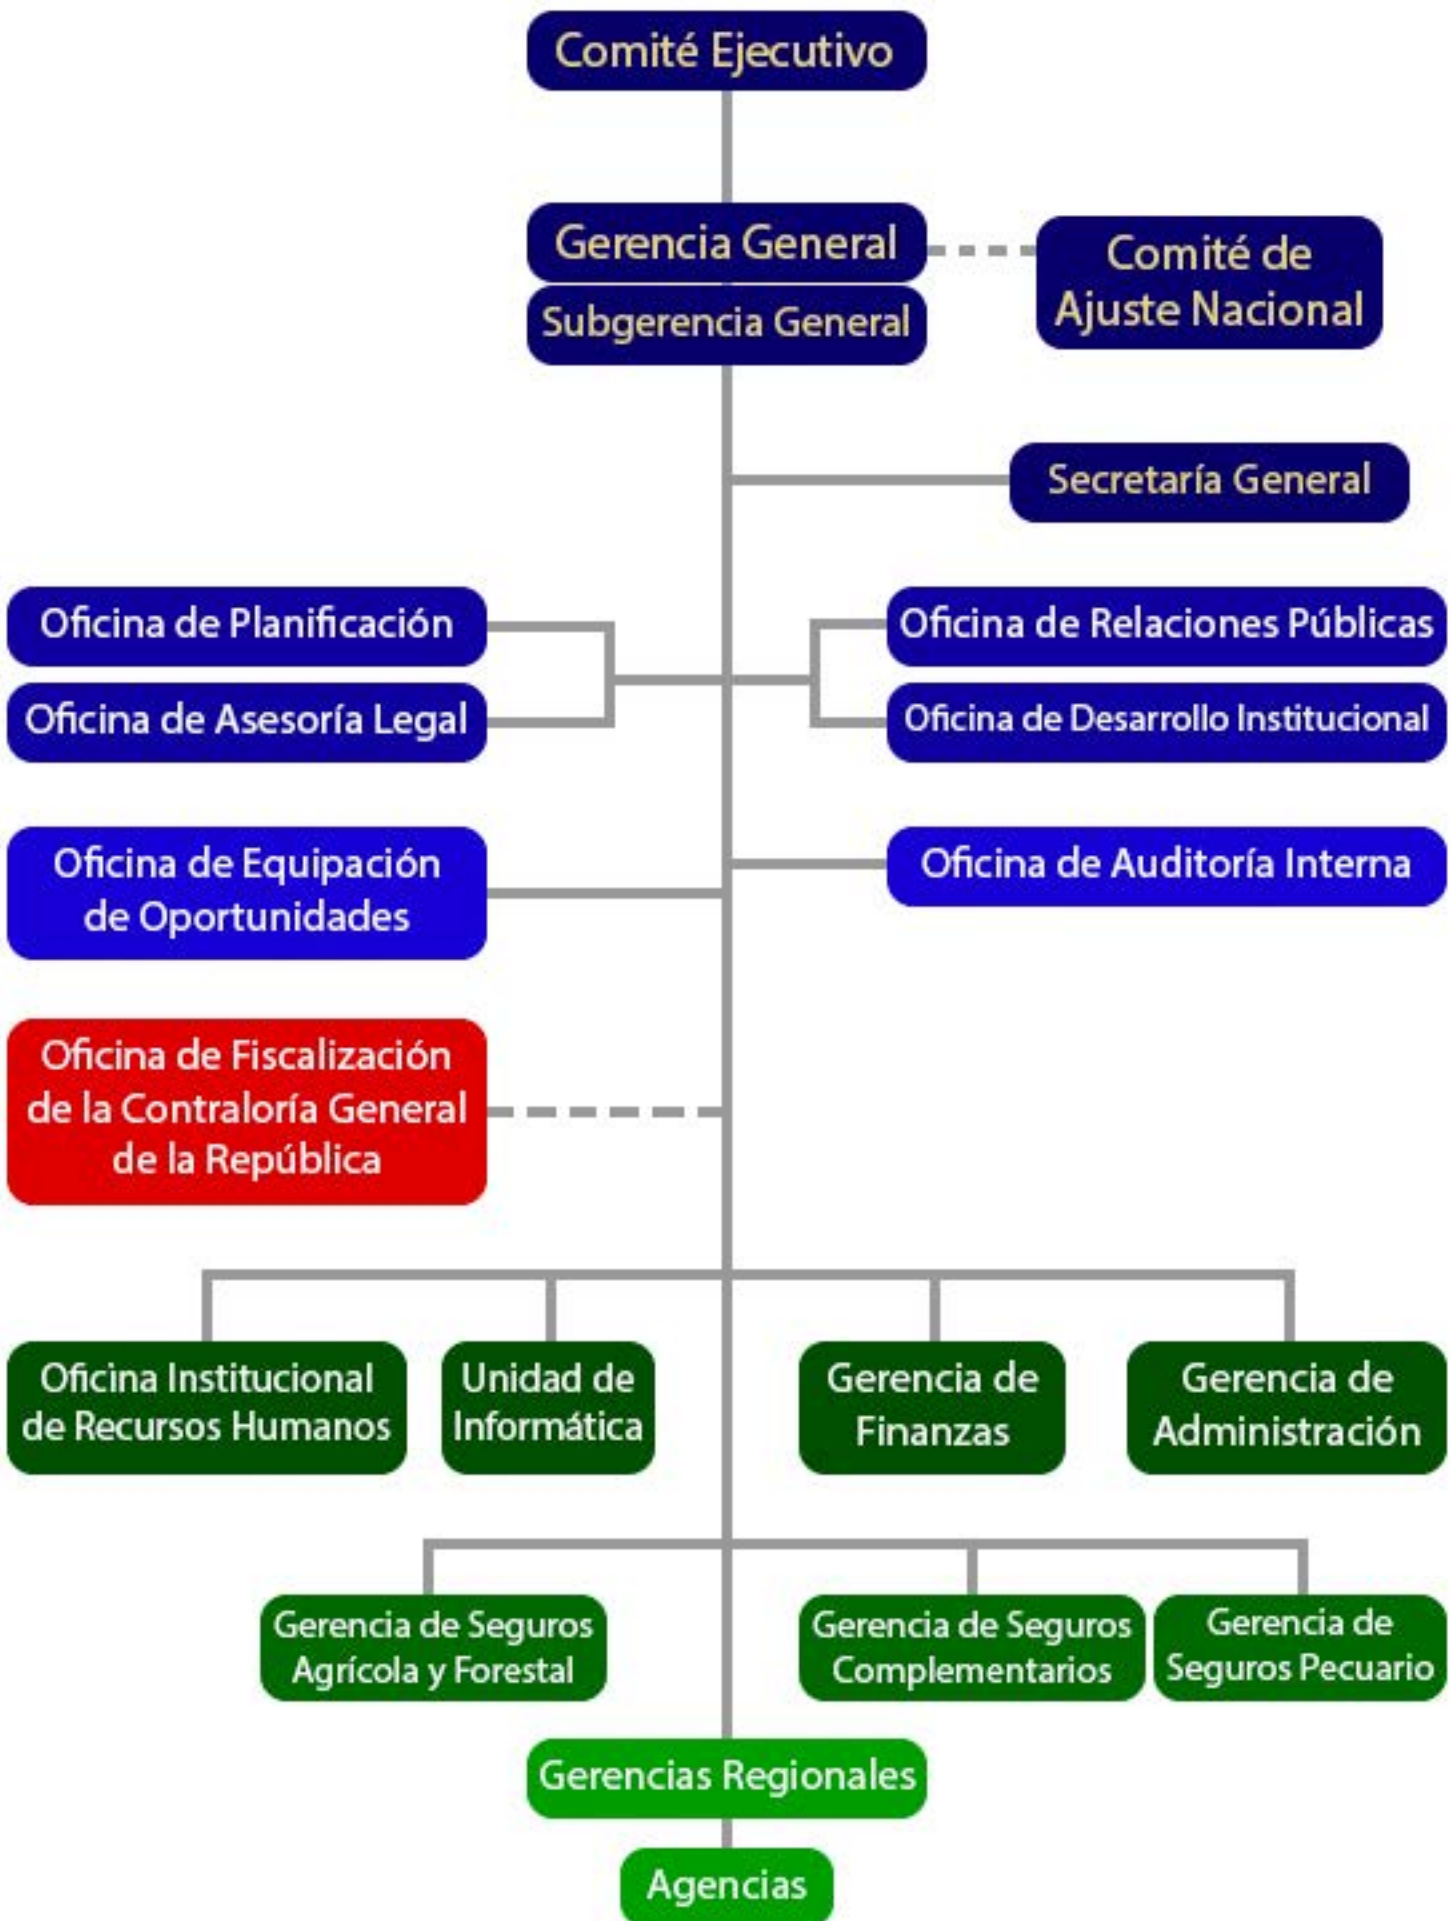 Comité Ejecutivo
Gerencia General
Subgerencia General
Comité de
Ajuste Nacional
Secretaría General
Oficina de Planificación
Oficina de Asesoría Legal
Oficina de Relaciones Públicas
Oficina de Desarrollo Institucional
Oficina de Equipación
de Oportunidades
Oficina de Auditoría Interna
Oficina de Fiscalización
de la Contraloría General
de la República
Oficina Institucional
de Recursos Humanos
Unidad de
Informática
Gerencia de
Finanzas
Gerencia de
Administración
Gerencia de Seguros
Agrícola y Forestal
Gerencia de Seguros
Complementarios
Gerencia de
Seguros Pecuario
Gerencias Regionales
Agencias